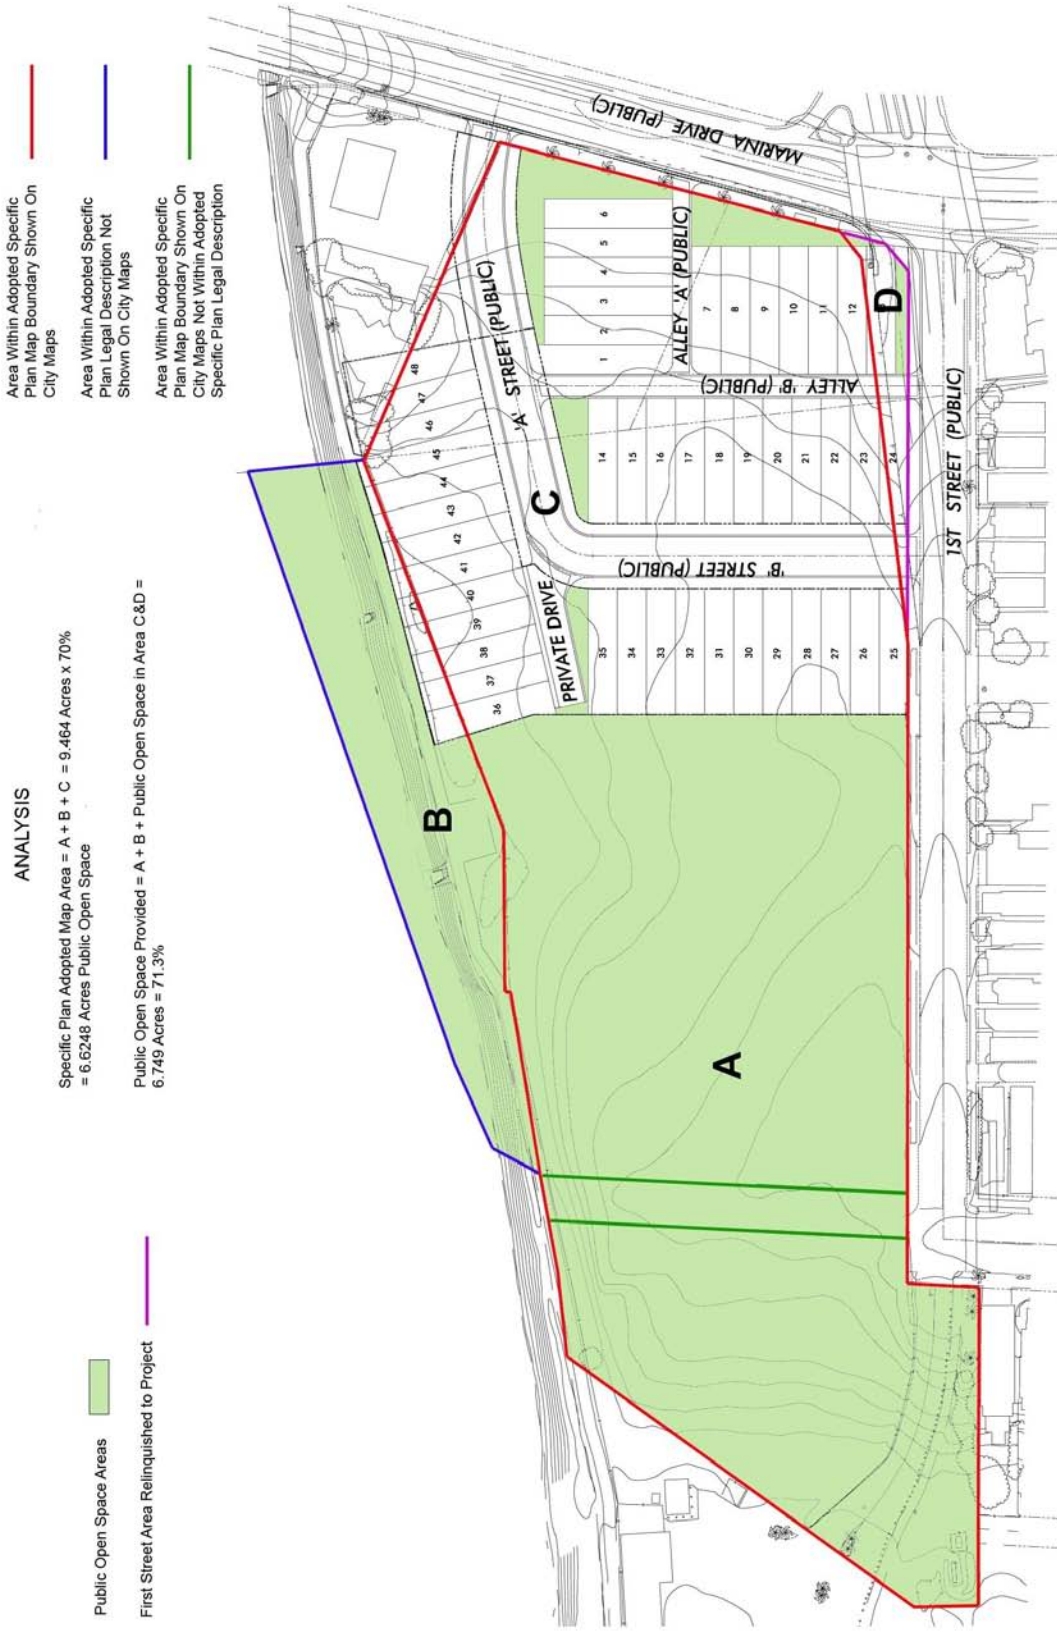 ANALYSIS
Specific Plan Adopted Map Area = A + B + C = 9.464 Acres x 70%
= 6.6248 Acres Public Open Space
Public Open Space Provided = A + B + Public Open Space in Area C&D =
6.749 Acres = 71.3%
Public Open Space Areas
First Street Area Relinquished to Project
Area Within Adopted Specific
Plan Map Boundary Shown On
City Maps
Area Within Adopted Specific
Plan Legal Description Not
Shown On City Maps
Area Within Adopted Specific
Plan Map Boundary Shown On
City Maps Not Within Adopted
Specific Plan Legal Description
B
A
C
D
MARINA DRIVE (PUBLIC)
'A' STREET (PUBLIC)
ALLEY 'A' (PUBLIC)
ALLEY 'B' (PUBLIC)
'B' STREET (PUBLIC)
PRIVATE DRIVE
1ST STREET (PUBLIC)
1
2
3
4
5
6
7
8
9
10
11
12
14
15
16
17
18
19
20
21
22
23
24
25
26
27
28
29
30
31
32
33
34
35
36
37
38
39
40
41
42
43
44
45
46
47
48